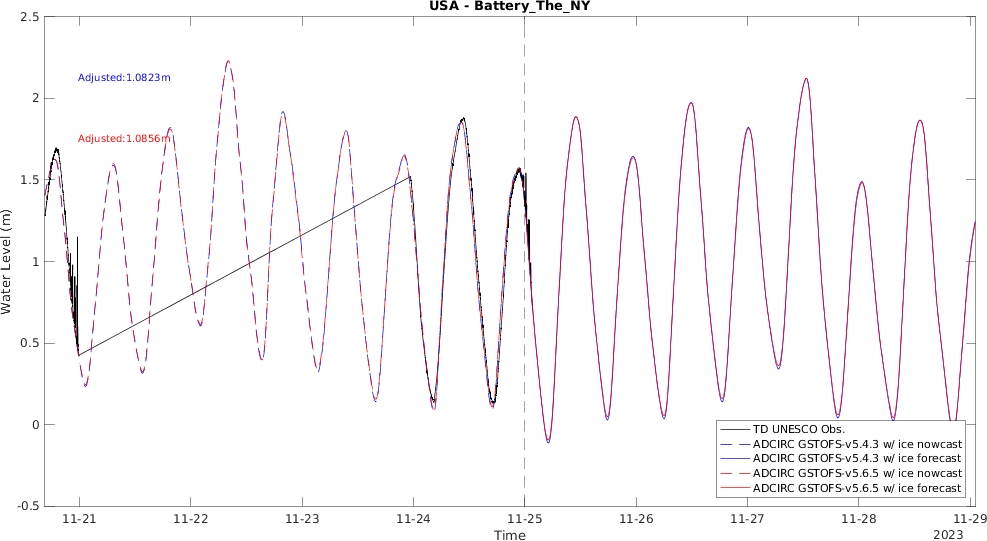 USA - Battery_The_NY
2.5
2
1.5
1
0.5
0
-0.5
Water Level (m)
Adjusted:1.0823m
Adjusted:1.0856m
TD UNESCO Obs.
ADCIRC GSTOFS-v5.4.3 w/ ice nowcast
ADCIRC GSTOFS-v5.4.3 w/ ice forecast
ADCIRC GSTOFS-v5.6.5 w/ ice nowcast
ADCIRC GSTOFS-v5.6.5 w/ ice forecast
11-21 11-22 11-23 11-24 11-25 11-26 11-27 11-28 11-29
Time
2023